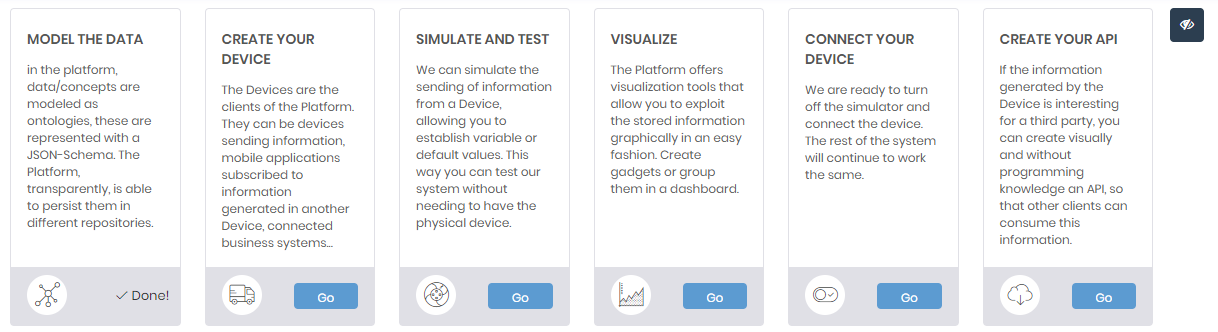 MODEL THE DATA
in the platform,
data/concepts are
modeled as
ontologies, these are
represented with a
JSON-Schema. The
Platform,
transparently, is able
to persist them in
different repositories.
Done!
CREATE YOUR
DEVICE
The Devices are the
clients of the Platform.
They can be devices
sending information,
mobile applications
subscribed to
information
generated in another
Device, connected
business systems...
Go
SIMULATE AND TEST
We can simulate the
sending of information
from a Device,
allowing you to
establish variable or
default values. This
way you can test our
system without
needing to have the
physical device.
Go
VISUALIZE
The Platform offers
visualization tools that
allow you to exploit
the stored information
graphically in an easy
fashion. Create
gadgets or group
them in a dashboard.
Go
CONNECT YOUR
DEVICE
We are ready to turn
off the simulator and
connect the device.
The rest of the system
will continue to work
the same.
Go
CREATE YOUR API
If the information
generated by the
Device is interesting
for a third party, you
can create visually
and without
programming
knowledge an API, so
that other clients can
consume this
information.
Go